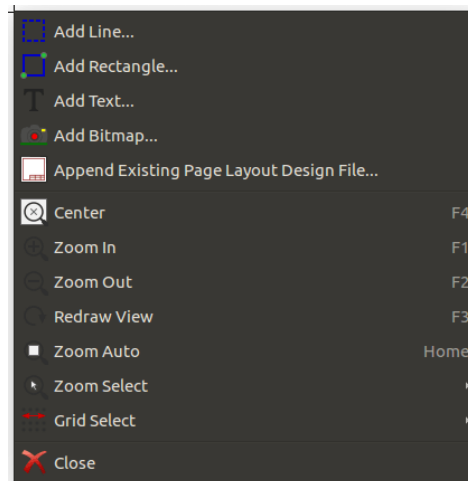 Add Line...
Add Rectangle...
Add Text...
Add Bitmap...
Append Existing Page Layout Design File...
Center F4
Zoom In F1
Zoom Out F2
Redraw View F3
Zoom Auto Home
Zoom Select
Grid Select
Close